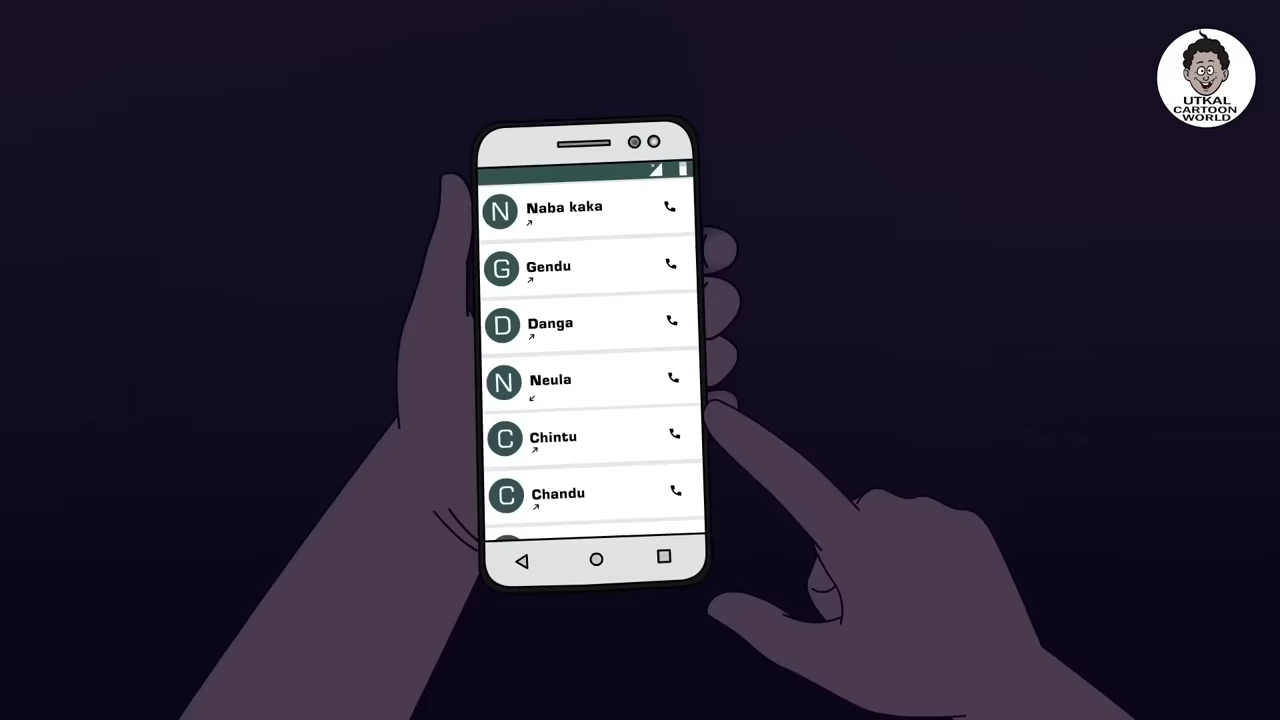 UTKAL
CARTOON
WORLD
N Naba kaka
G Gendu
D Danga
N Neula
C Chintu
C Chandu